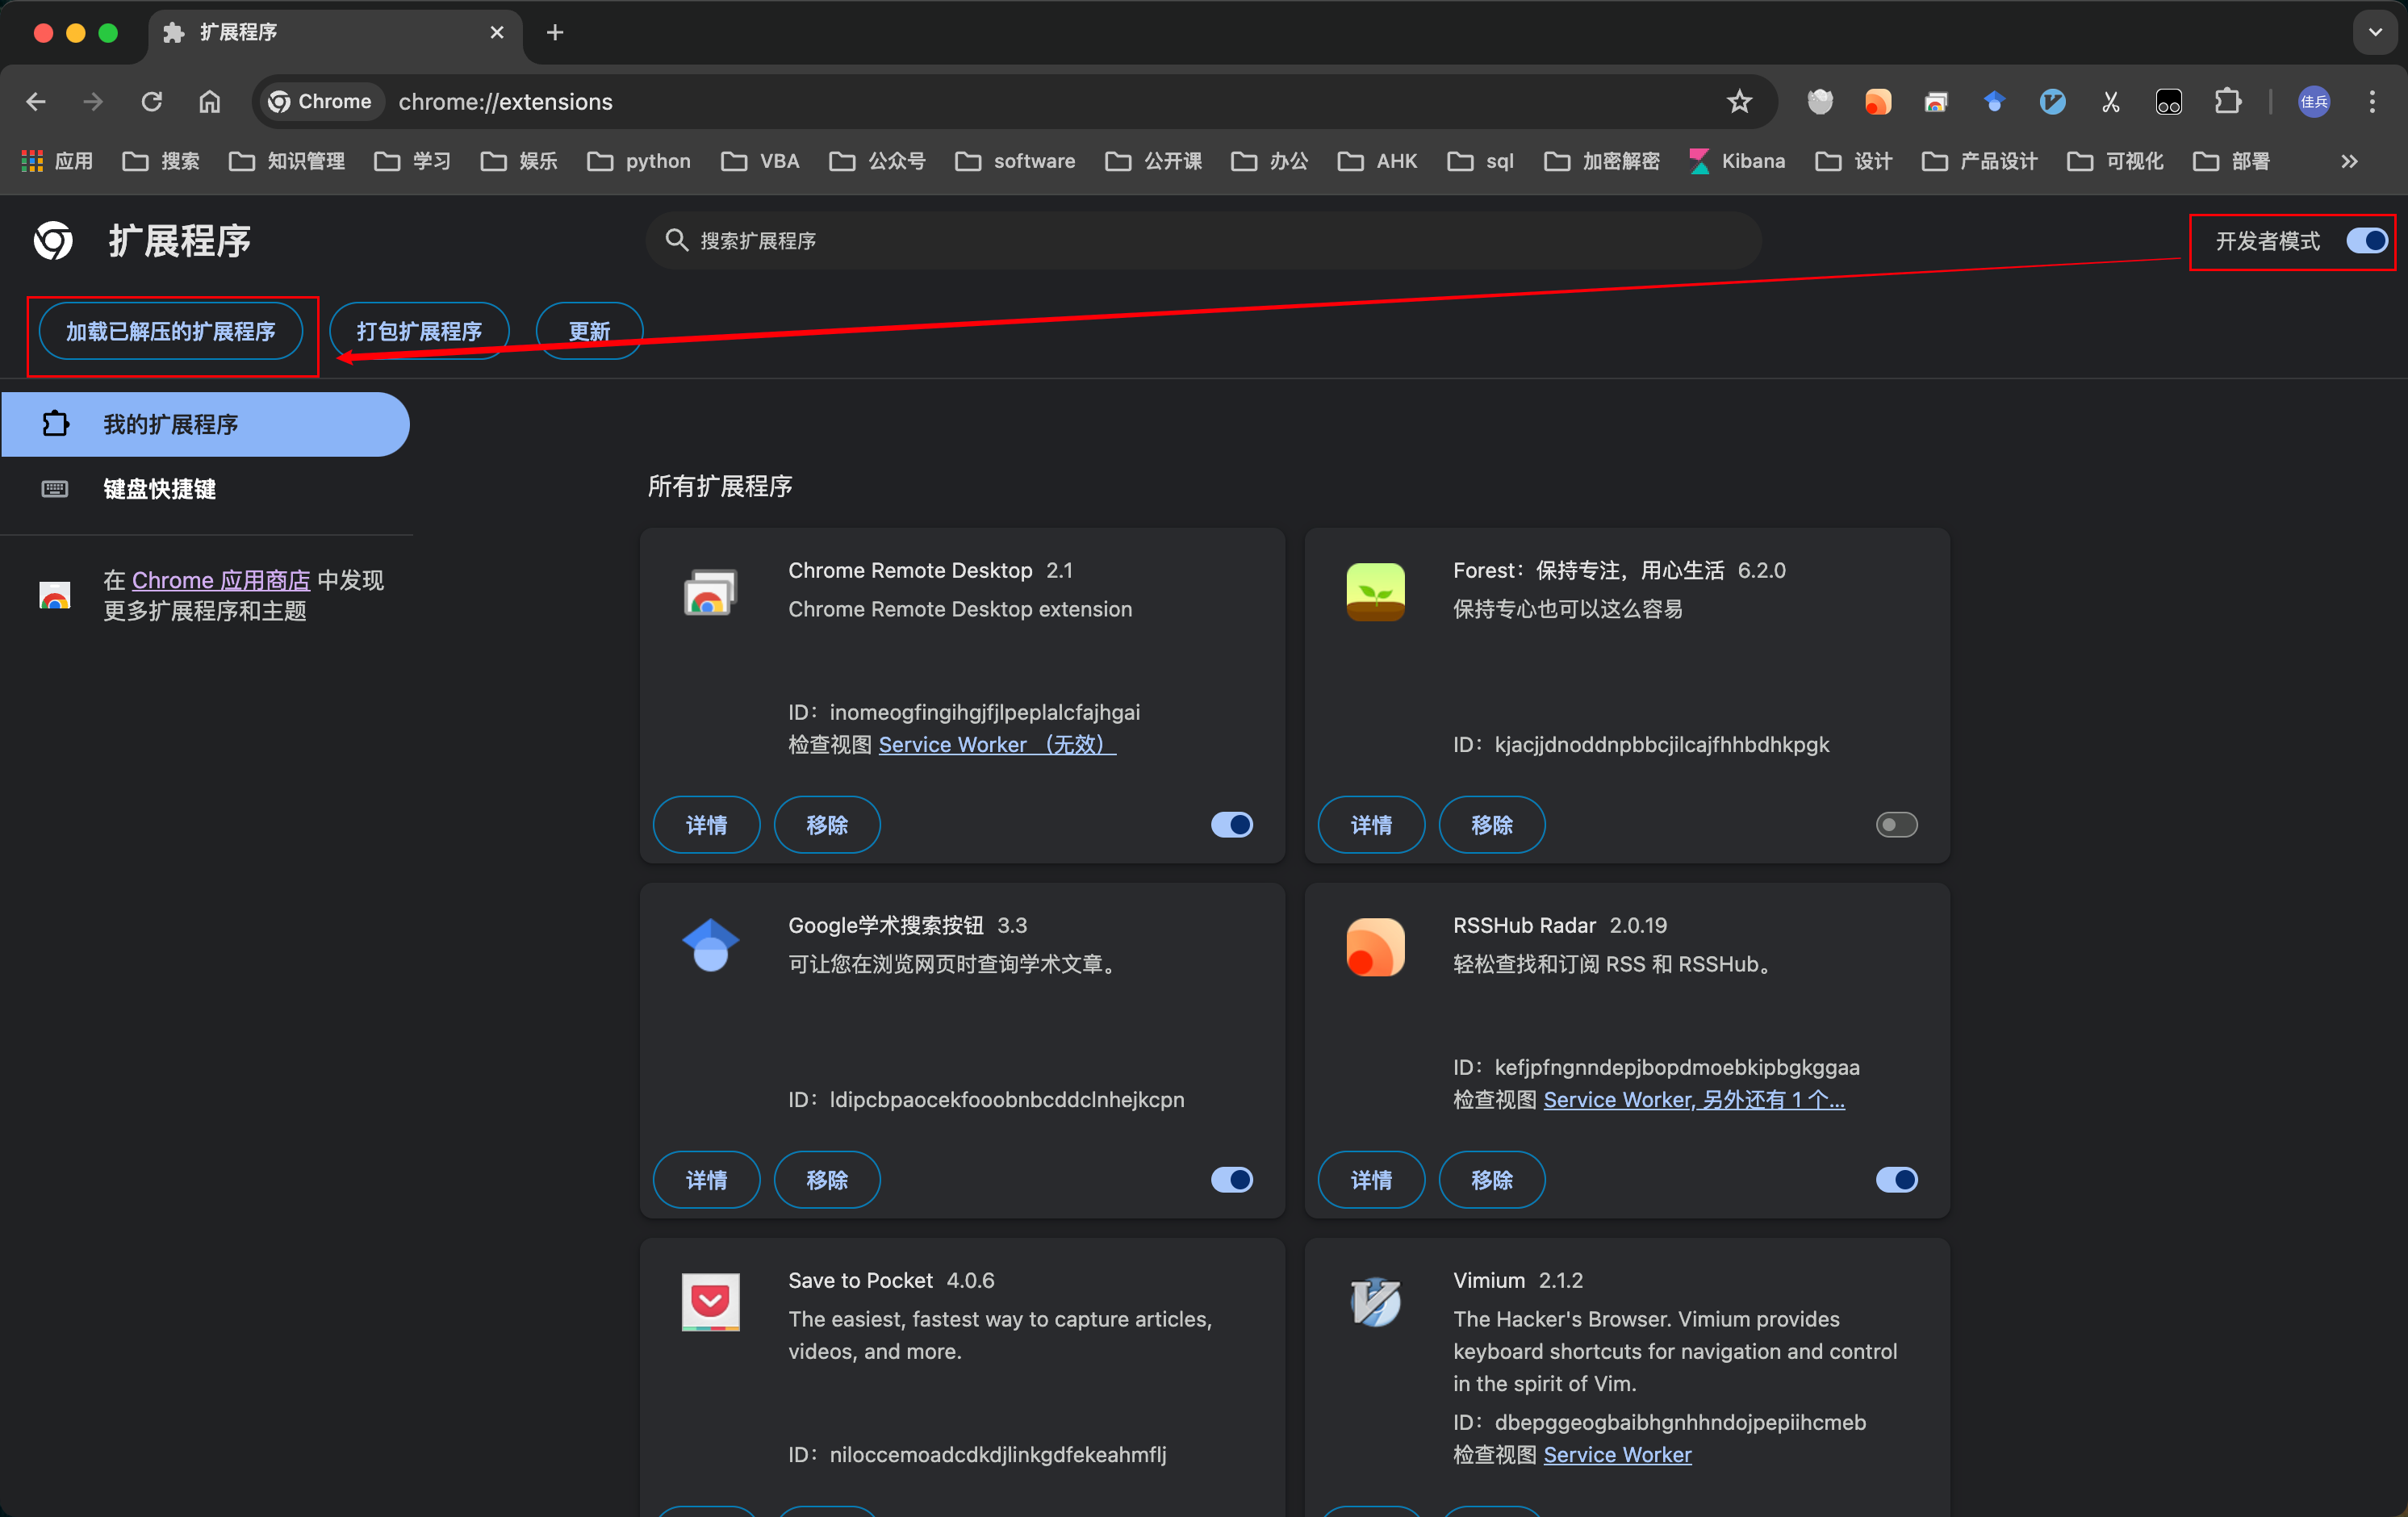 扩展程序
Chrome
chrome://extensions
佳兵
应用
搜索
知识管理
学习
娱乐
python
VBA
公众号
software
公开课
办公
AHK
sql
加密解密
Kibana
设计
产品设计
可视化
部署
扩展程序
搜索扩展程序
开发者模式
加载已解压的扩展程序
打包扩展程序
更新
我的扩展程序
键盘快捷键
在 Chrome 应用商店 中发现
更多扩展程序和主题
所有扩展程序
Chrome Remote Desktop 2.1
Chrome Remote Desktop extension
ID：inomeogfingihgjfjlpeplalcfajhgai
检查视图 Service Worker （无效）
详情
移除
Forest：保持专注，用心生活 6.2.0
保持专心也可以这么容易
ID：kjacjjdnoddnpbbcjilcajfhhbdhkpgk
详情
移除
Google学术搜索按钮 3.3
可让您在浏览网页时查询学术文章。
ID：ldipcbpaocekfooobnbcddclnhejkcpn
详情
移除
RSSHub Radar 2.0.19
轻松查找和订阅 RSS 和 RSSHub。
ID：kefjpfngnndepjbopdmoebkipbgkggaa
检查视图 Service Worker, 另外还有 1 个...
详情
移除
Save to Pocket 4.0.6
The easiest, fastest way to capture articles,
videos, and more.
ID：niloccemoadcdkdjlinkgdfekeahmflj
Vimium 2.1.2
The Hacker's Browser. Vimium provides
keyboard shortcuts for navigation and control
in the spirit of Vim.
ID：dbepggeogbaibhgnhhndojpepiihcmeb
检查视图 Service Worker